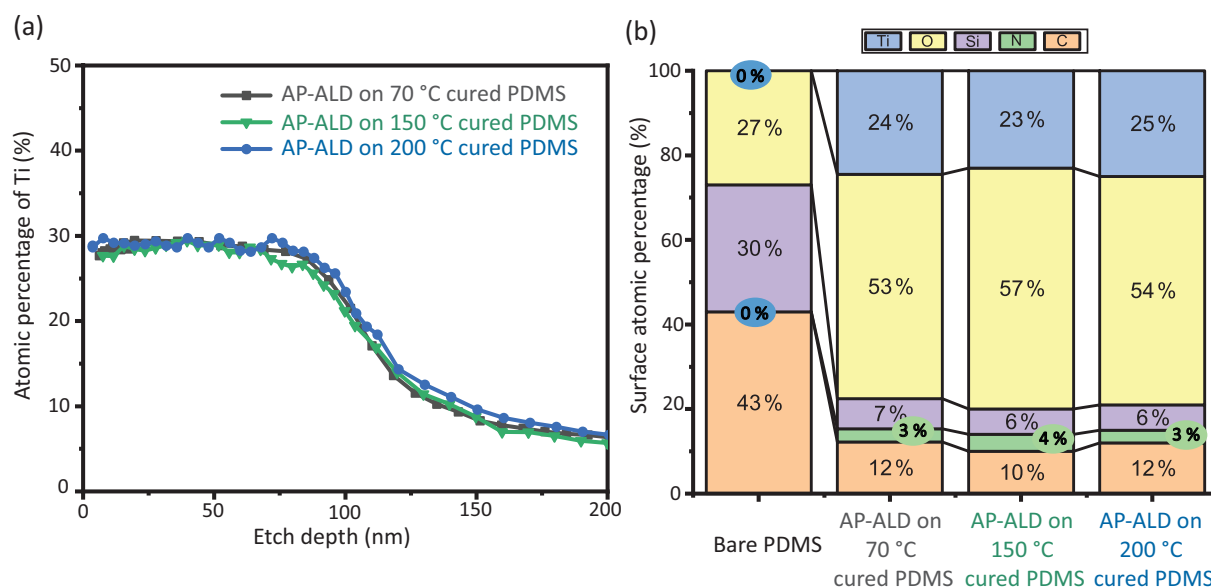 (a)
Atomic percentage of Ti (%)
50
40
30
20
10
0
AP-ALD on 70 °C cured PDMS
AP-ALD on 150 °C cured PDMS
AP-ALD on 200 °C cured PDMS
0
50
100
150
200
Etch depth (nm)
(b)
Ti O Si N C
Surface atomic percentage (%)
100
80
60
40
20
0
0 %
27 %
30 %
0 %
43 %
24 %
53 %
7 %
3 %
12 %
23 %
57 %
6 %
4 %
10 %
25 %
54 %
6 %
3 %
12 %
Bare PDMS
AP-ALD on
70 °C
cured PDMS
AP-ALD on
150 °C
cured PDMS
AP-ALD on
200 °C
cured PDMS